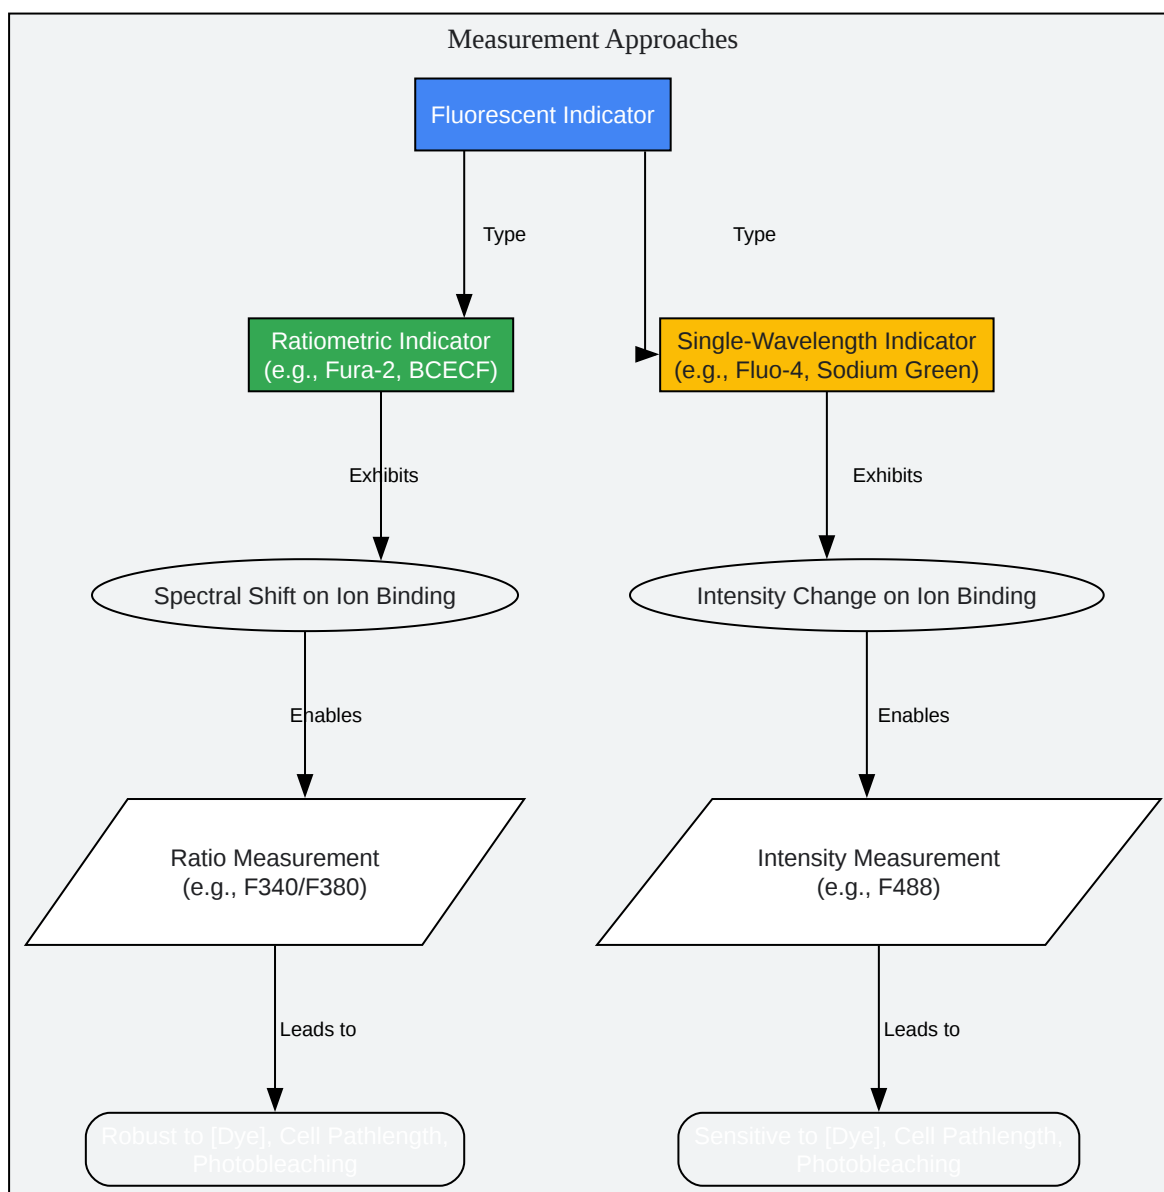 Measurement Approaches
Fluorescent Indicator
Type
Type
Ratiometric Indicator
(e.g., Fura-2, BCECF)
Single-Wavelength Indicator
(e.g., Fluo-4, Sodium Green)
Exhibits
Exhibits
Spectral Shift on Ion Binding
Intensity Change on Ion Binding
Enables
Enables
Ratio Measurement
(e.g., F340/F380)
Intensity Measurement
(e.g., F488)
Leads to
Leads to
Robust to [Dye], Cell Pathlength,
Photobleaching
Sensitive to [Dye], Cell Pathlength,
Photobleaching